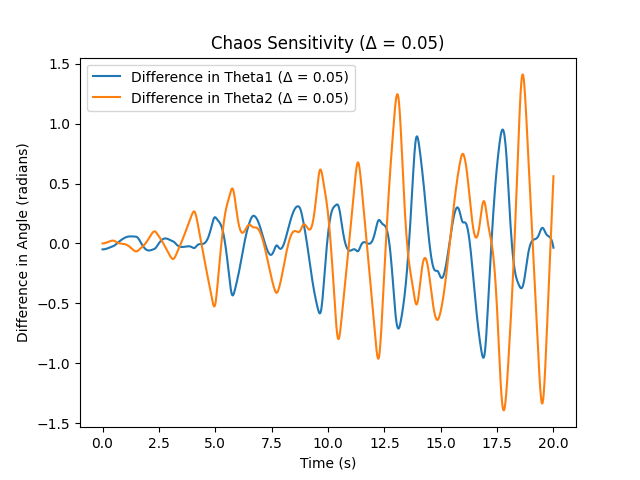 Chaos Sensitivity (Δ = 0.05)
Difference in Theta1 (Δ = 0.05)
Difference in Theta2 (Δ = 0.05)
Difference in Angle (radians)
1.5
1.0
0.5
0.0
−0.5
−1.0
−1.5
0.0 2.5 5.0 7.5 10.0 12.5 15.0 17.5 20.0
Time (s)